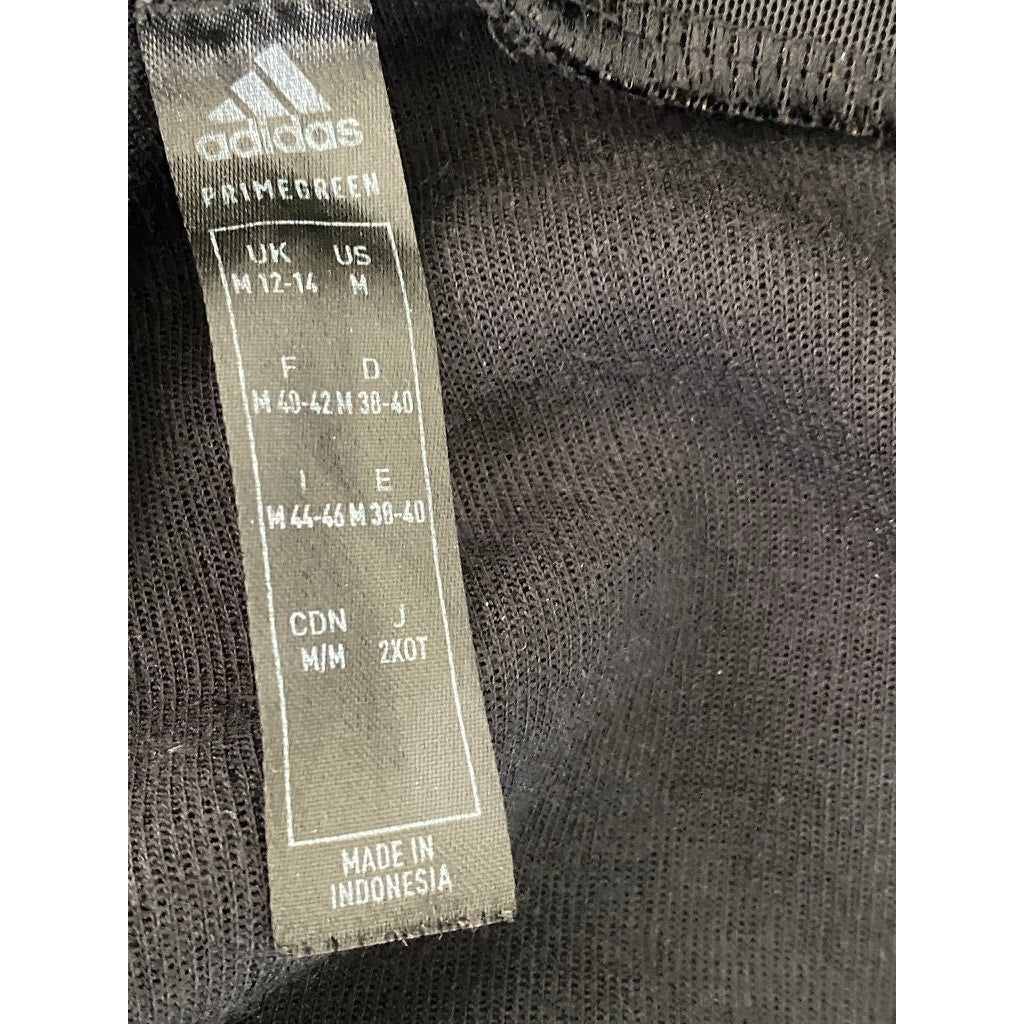 adidas
PRIMEGREEN
UK US
M 12-14 M
F D
M 40-42 M 38-40
I E
M 44-46 M 38-40
CDN J
M/M 2XOT
MADE IN
INDONESIA